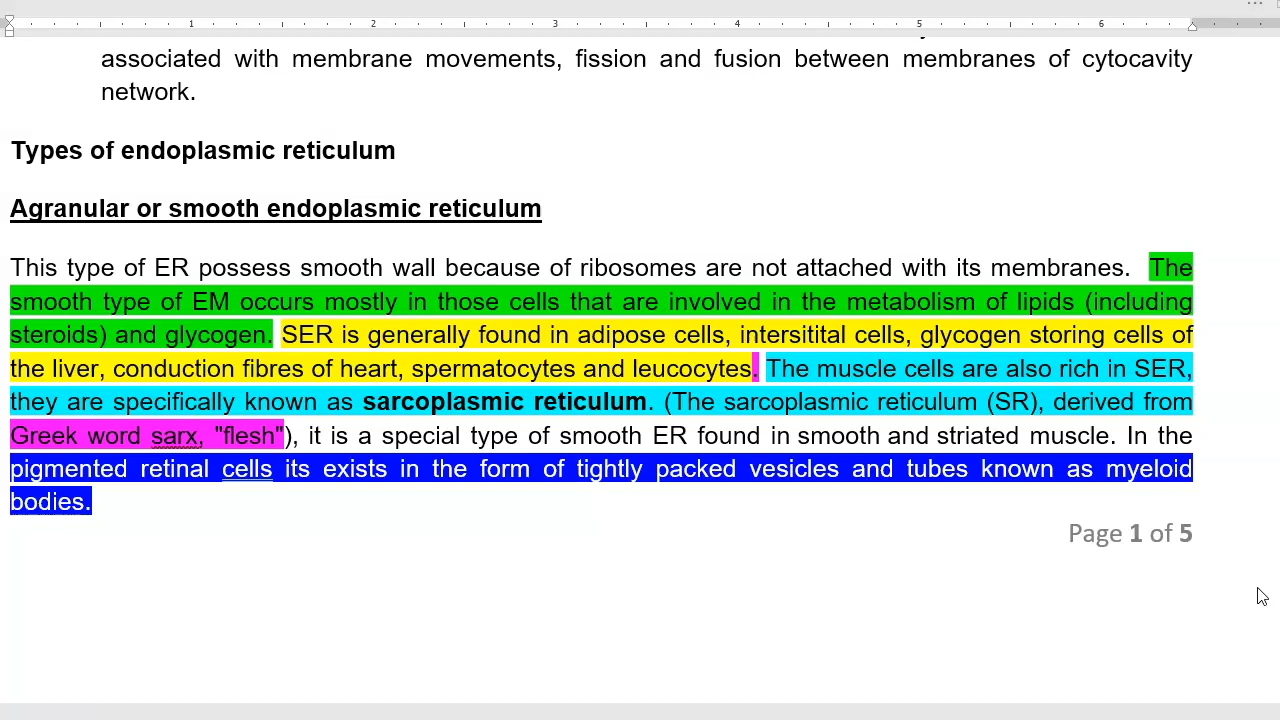 1 2 3 4 5 6
associated with membrane movements, fission and fusion between membranes of cytocavity
network.
Types of endoplasmic reticulum
Agranular or smooth endoplasmic reticulum
This type of ER possess smooth wall because of ribosomes are not attached with its membranes. The
smooth type of EM occurs mostly in those cells that are involved in the metabolism of lipids (including
steroids) and glycogen. SER is generally found in adipose cells, intersitital cells, glycogen storing cells of
the liver, conduction fibres of heart, spermatocytes and leucocytes. The muscle cells are also rich in SER,
they are specifically known as sarcoplasmic reticulum. (The sarcoplasmic reticulum (SR), derived from
Greek word sarx, "flesh"), it is a special type of smooth ER found in smooth and striated muscle. In the
pigmented retinal cells its exists in the form of tightly packed vesicles and tubes known as myeloid
bodies.
Page 1 of 5